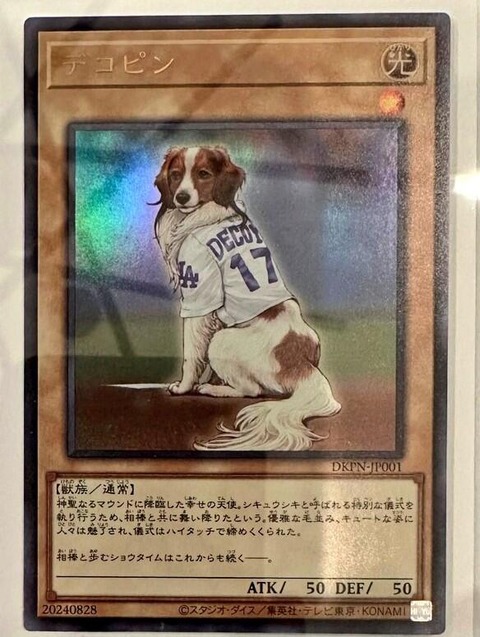 デコピン
光
LA
DECOY
17
DKPN-JP001
【獣族/通常】
神聖なるマウンドに降臨した幸せの天使。シキュウシキと呼ばれる特別な儀式を
執り行うため、相棒と共に舞い降りたという。優雅な毛並み、キュートな姿に
人々は魅了され、儀式はハイタッチで締めくくられた。
相棒と歩むショウタイムはこれからも続く──。
ATK/ 50 DEF/ 50
20240828 ©スタジオ・ダイス/集英社・テレビ東京・KONAMI